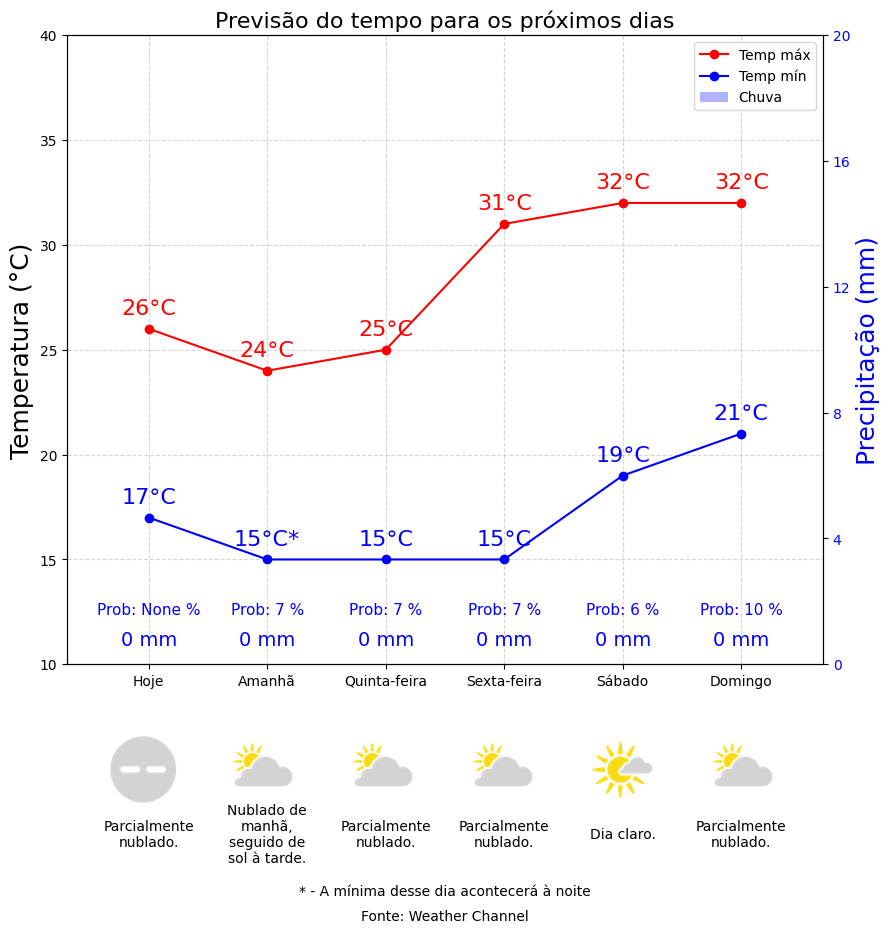 Previsão do tempo para os próximos dias
40
35
30
25
20
15
10
Temperatura (°C)
20
16
12
8
4
0
Precipitação (mm)
Temp máx
Temp mín
Chuva
26°C
24°C
25°C
31°C
32°C
32°C
17°C
15°C*
15°C
15°C
19°C
21°C
Prob: None %
Prob: 7 %
Prob: 7 %
Prob: 7 %
Prob: 6 %
Prob: 10 %
0 mm
0 mm
0 mm
0 mm
0 mm
0 mm
Hoje
Amanhã
Quinta-feira
Sexta-feira
Sábado
Domingo
Parcialmente
nublado.
Nublado de
manhã,
seguido de
sol à tarde.
Parcialmente
nublado.
Parcialmente
nublado.
Dia claro.
Parcialmente
nublado.
* - A mínima desse dia acontecerá à noite
Fonte: Weather Channel